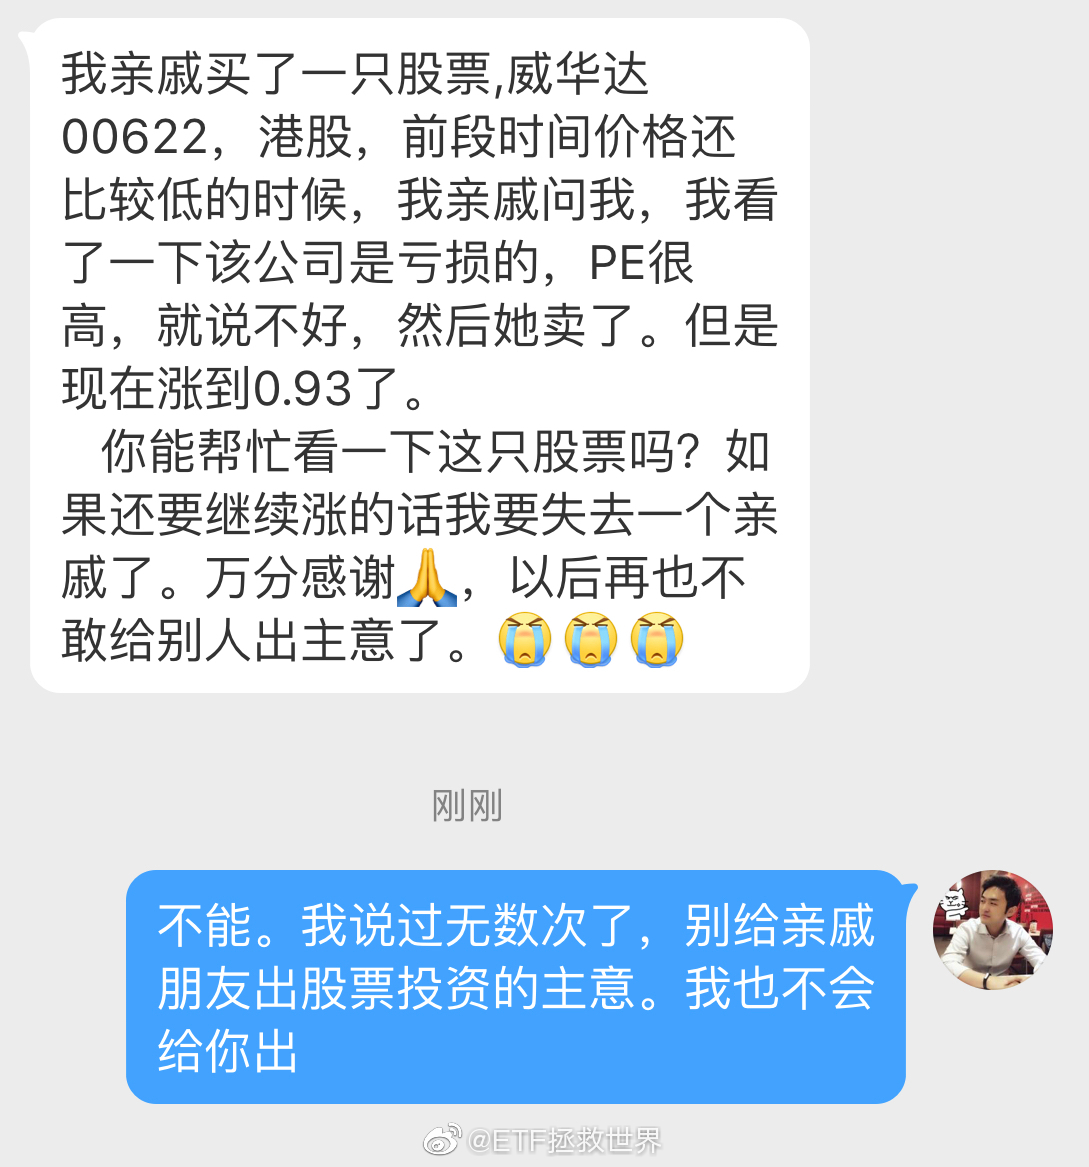 我亲戚买了一只股票,威华达
00622，港股，前段时间价格还
比较低的时候，我亲戚问我，我看
了一下该公司是亏损的，PE很
高，就说不好，然后她卖了。但是
现在涨到0.93了。
你能帮忙看一下这只股票吗？如
果还要继续涨的话我要失去一个亲
戚了。万分感谢🙏，以后再也不
敢给别人出主意了。😭😭😭
刚刚
不能。我说过无数次了，别给亲戚
朋友出股票投资的主意。我也不会
给你出
@ETF拯救世界